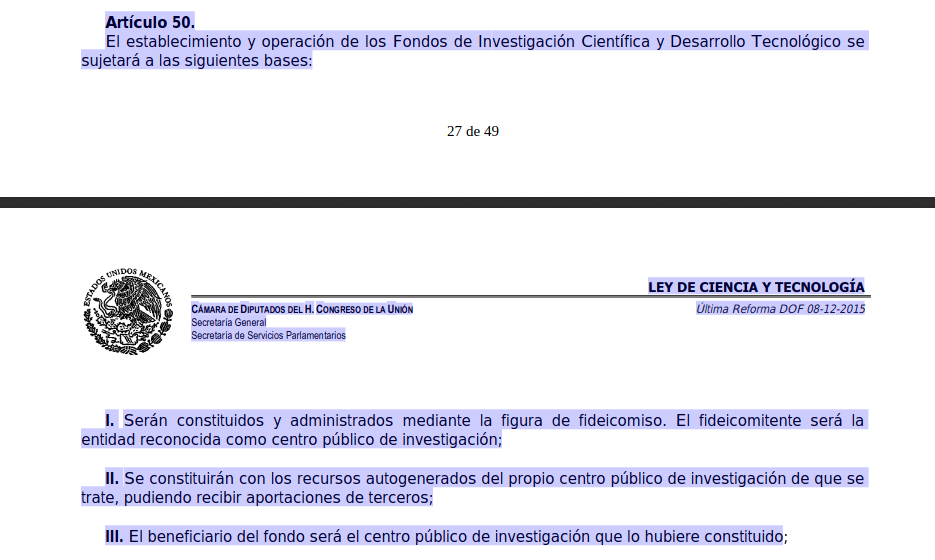 Artículo 50.
El establecimiento y operación de los Fondos de Investigación Científica y Desarrollo Tecnológico se
sujetará a las siguientes bases:
27 de 49
ESTADOS UNIDOS MEXICANOS
LEY DE CIENCIA Y TECNOLOGÍA
CÁMARA DE DIPUTADOS DEL H. CONGRESO DE LA UNIÓN
Última Reforma DOF 08-12-2015
Secretaría General
Secretaría de Servicios Parlamentarios
I. Serán constituidos y administrados mediante la figura de fideicomiso. El fideicomitente será la
entidad reconocida como centro público de investigación;
II. Se constituirán con los recursos autogenerados del propio centro público de investigación de que se
trate, pudiendo recibir aportaciones de terceros;
III. El beneficiario del fondo será el centro público de investigación que lo hubiere constituido;